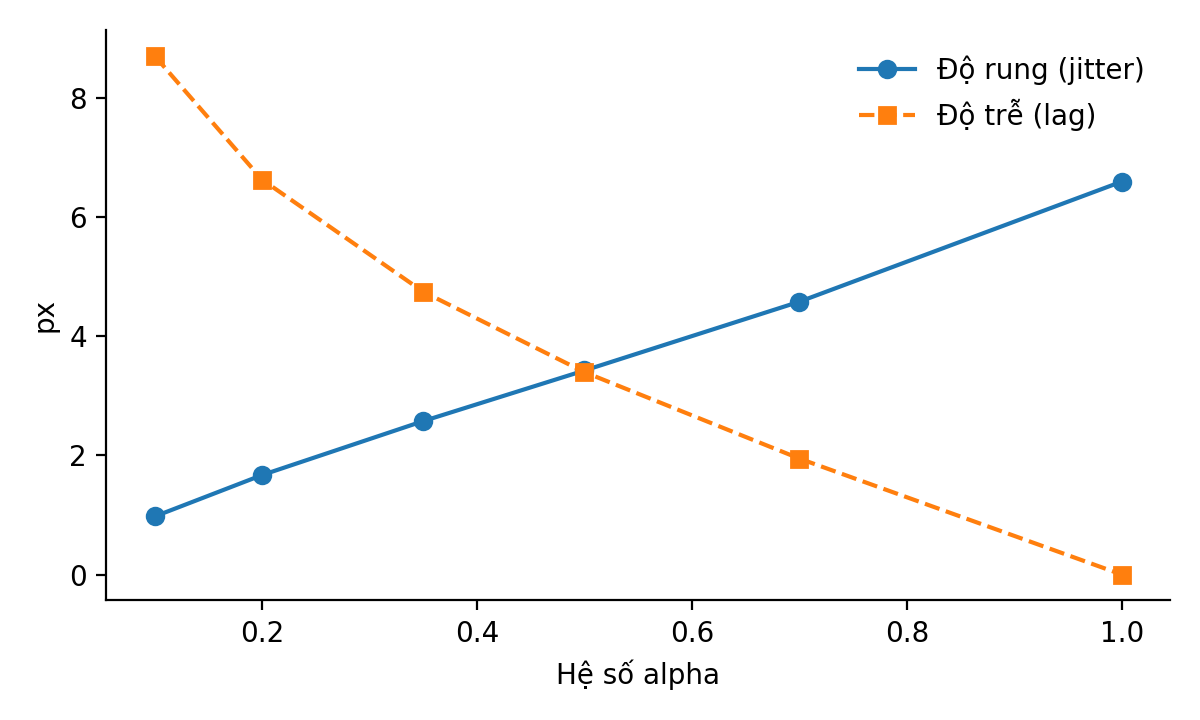 Độ rung (jitter)
Độ trễ (lag)
8
6
4
2
0
px
0.2 0.4 0.6 0.8 1.0
Hệ số alpha